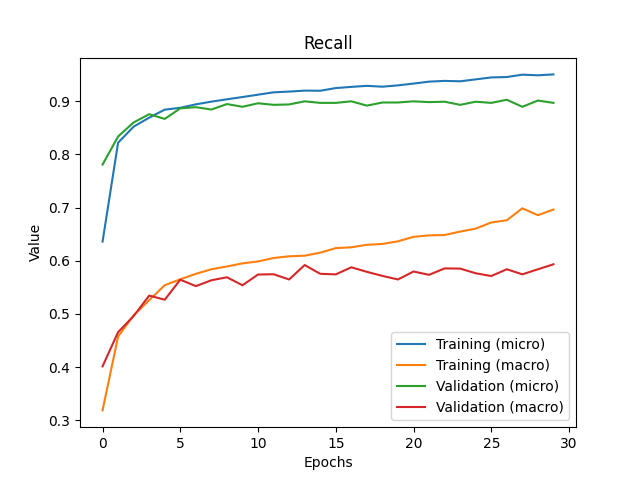 Recall
Value
0.9
0.8
0.7
0.6
0.5
0.4
0.3
Training (micro)
Training (macro)
Validation (micro)
Validation (macro)
0 5 10 15 20 25 30
Epochs